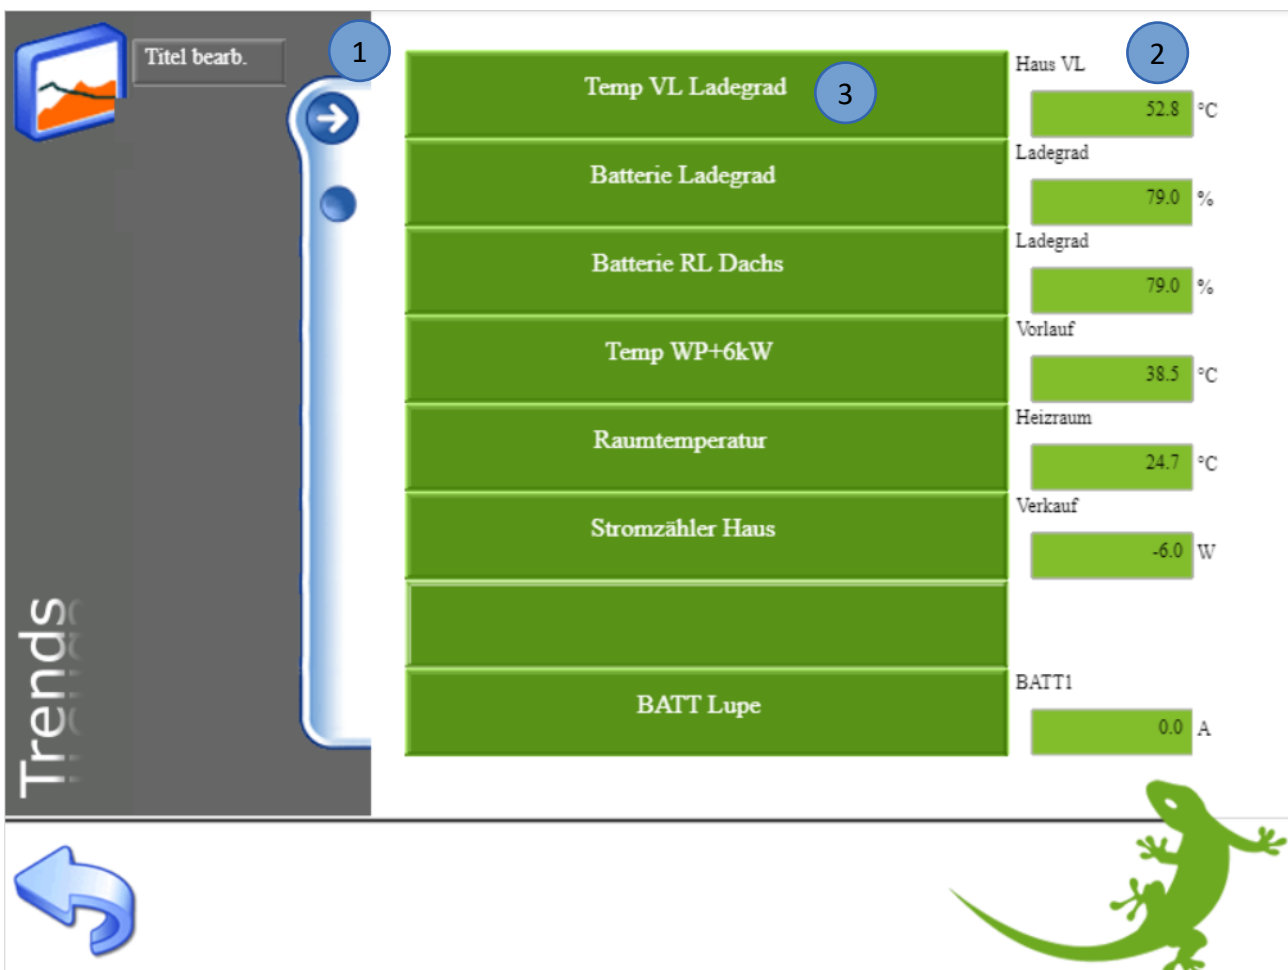 Titel bearb.
1
2
3
Temp VL Ladegrad
Haus VL
52.8 °C
Batterie Ladegrad
Ladegrad
79.0 %
Batterie RL Dachs
Ladegrad
79.0 %
Temp WP+6kW
Vorlauf
38.5 °C
Raumtemperatur
Heizraum
24.7 °C
Stromzähler Haus
Verkauf
-6.0 W
BATT Lupe
BATT1
0.0 A
Trends